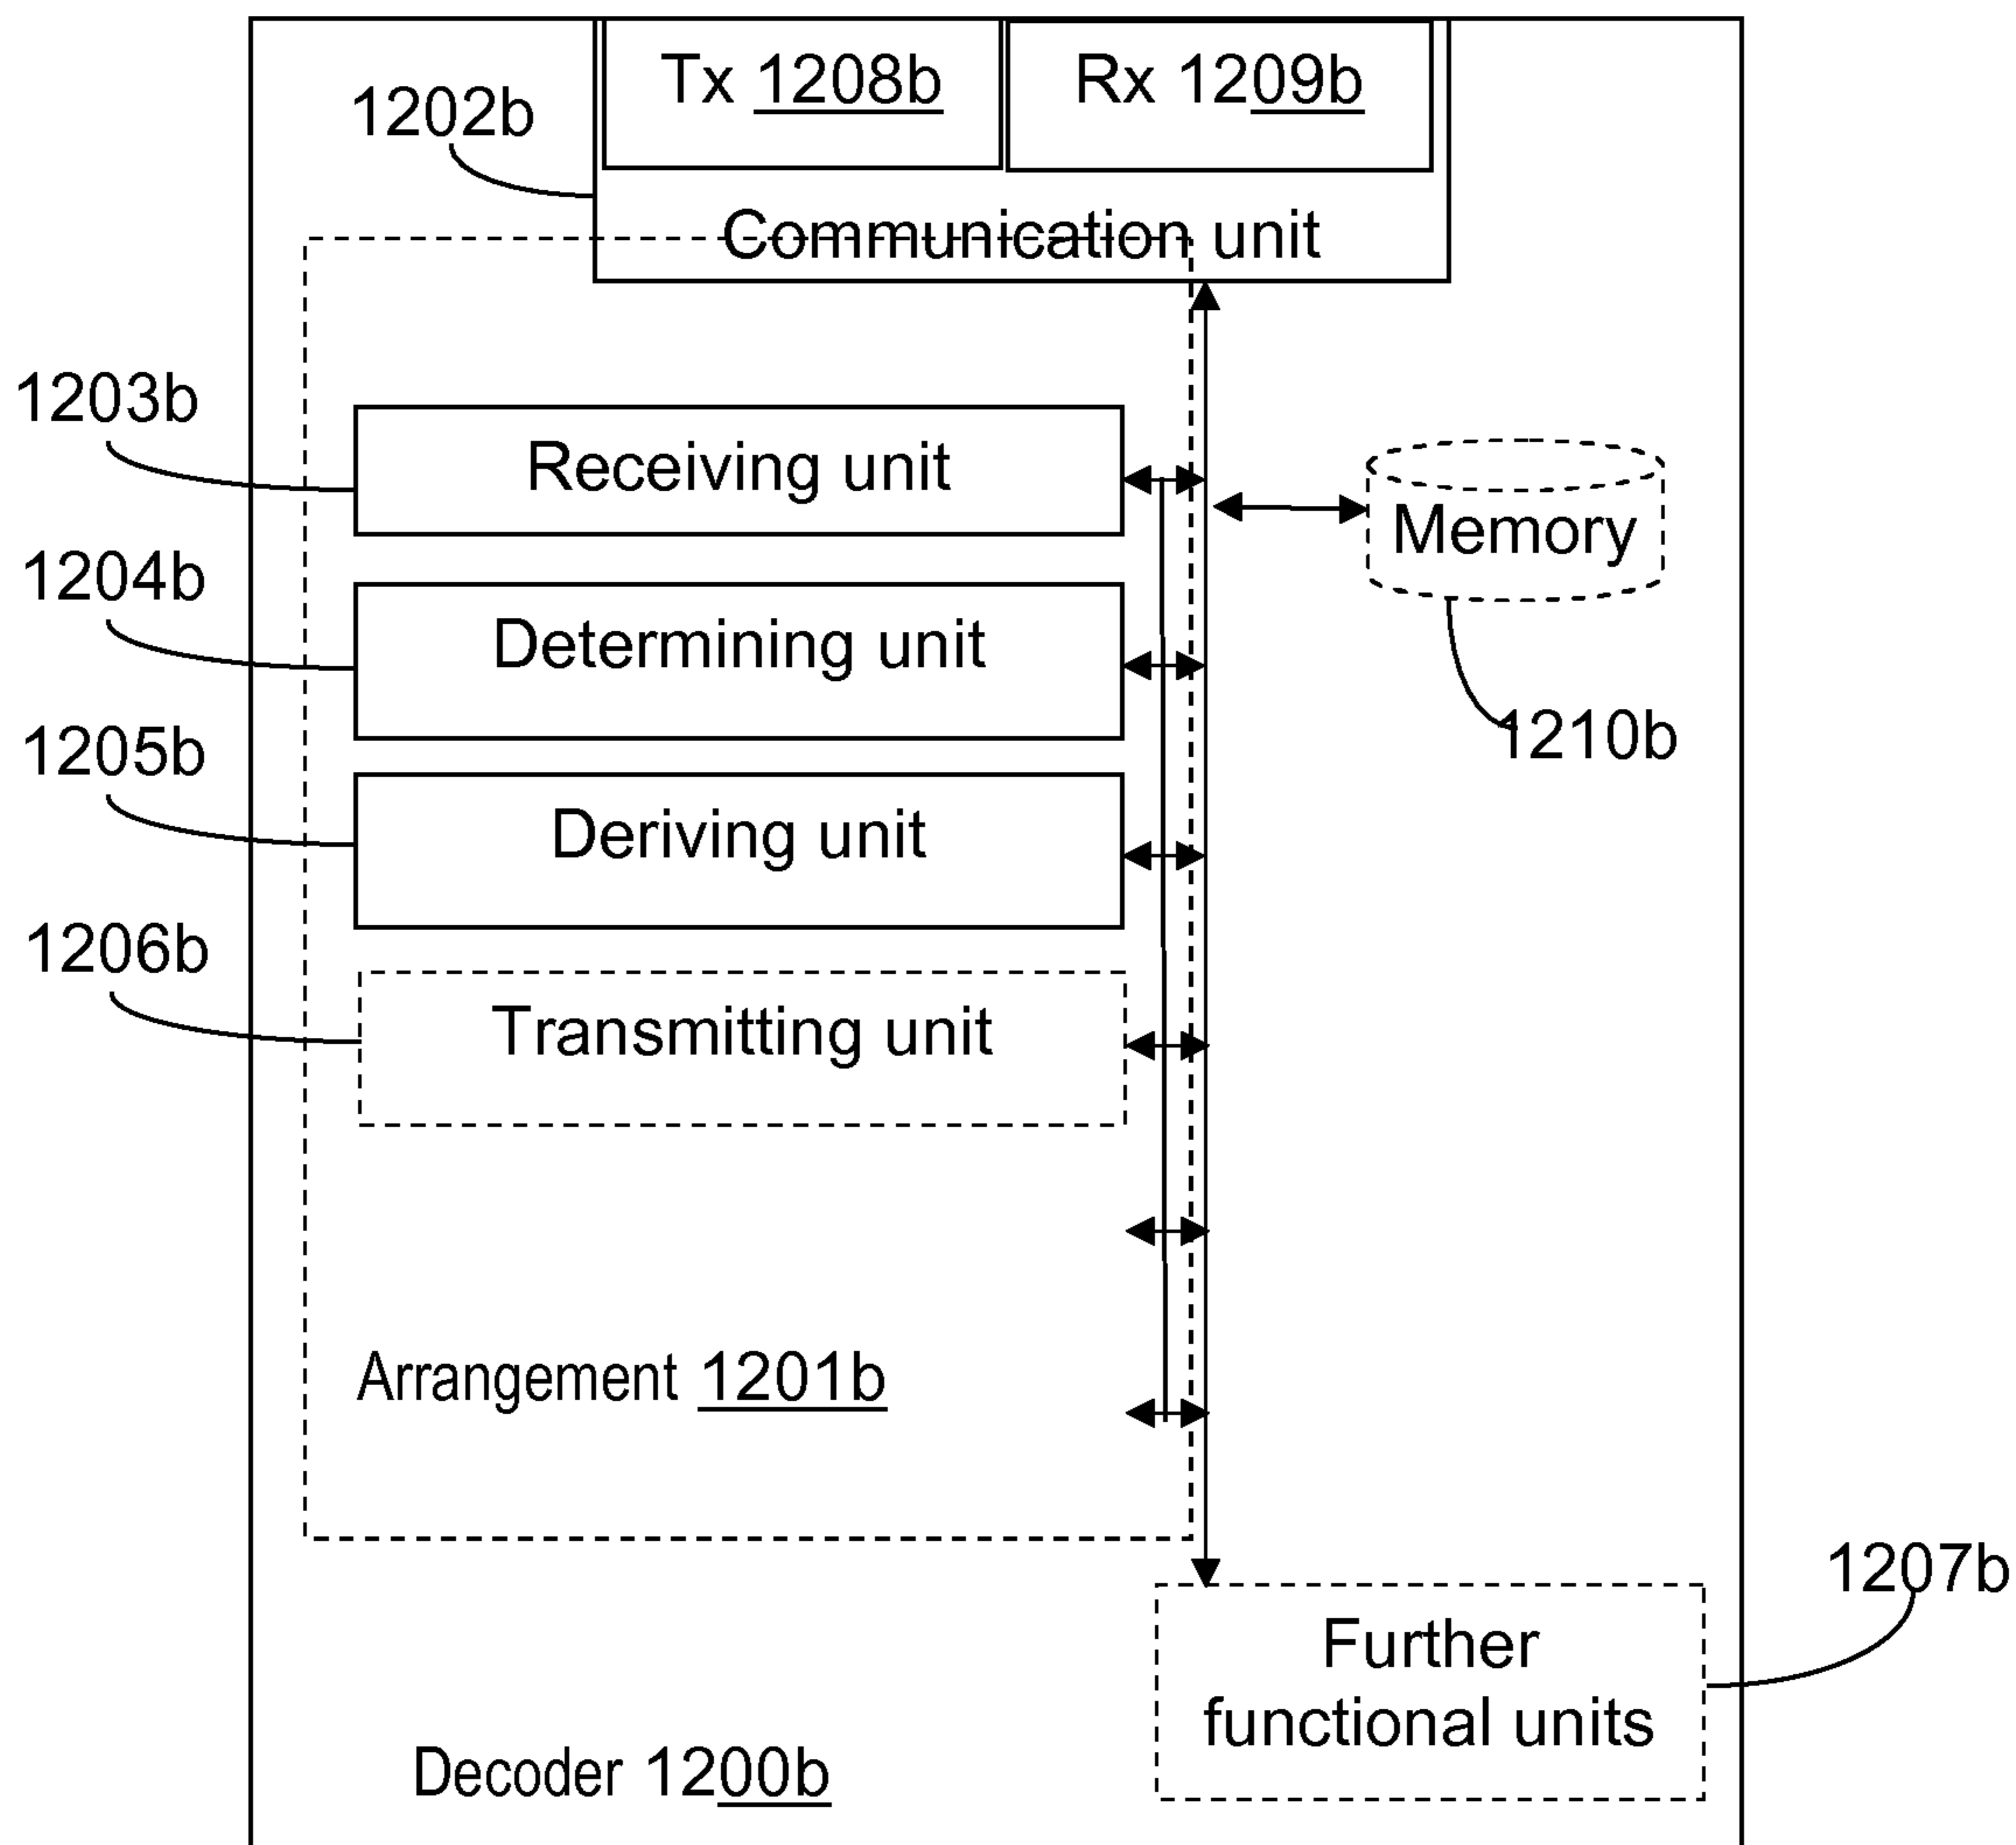 Tx 1208b
Rx 1209b
1202b
Communication unit
1203b
Receiving unit
Memory
1204b
Determining unit
1210b
1205b
Deriving unit
1206b
Transmitting unit
Arrangement 1201b
1207b
Further
functional units
Decoder 1200b